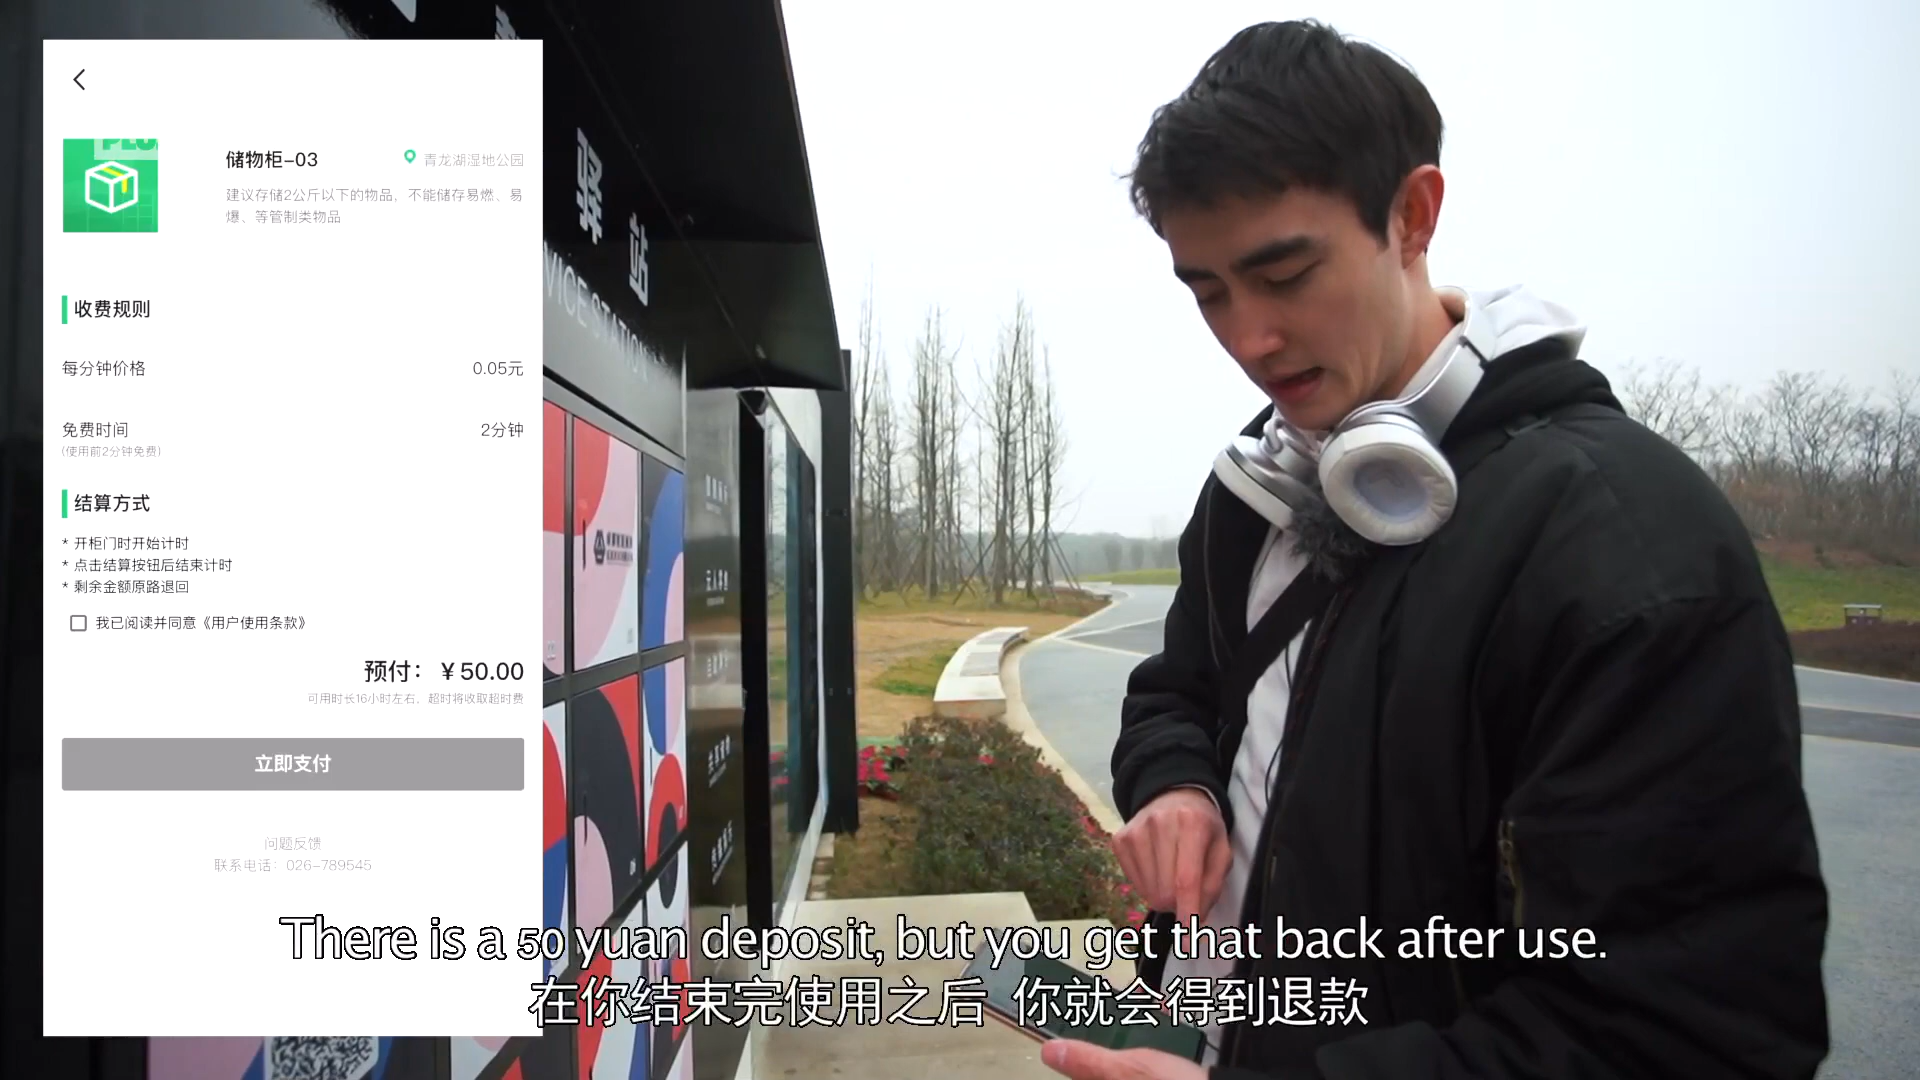 PLUS
储物柜-03
青龙湖湿地公园
建议存储2公斤以下的物品，不能储存易燃、易
爆、等管制类物品
收费规则
每分钟价格
0.05元
免费时间
2分钟
(使用前2分钟免费)
结算方式
* 开柜门时开始计时
* 点击结算按钮后结束计时
* 剩余金额原路退回
我已阅读并同意《用户使用条款》
预付：￥50.00
可用时长16小时左右，超时将收取超时费
立即支付
问题反馈
联系电话：026-789545
驿站
VICE STATION
There is a 50 yuan deposit, but you get that back after use.
在你结束完使用之后 你就会得到退款